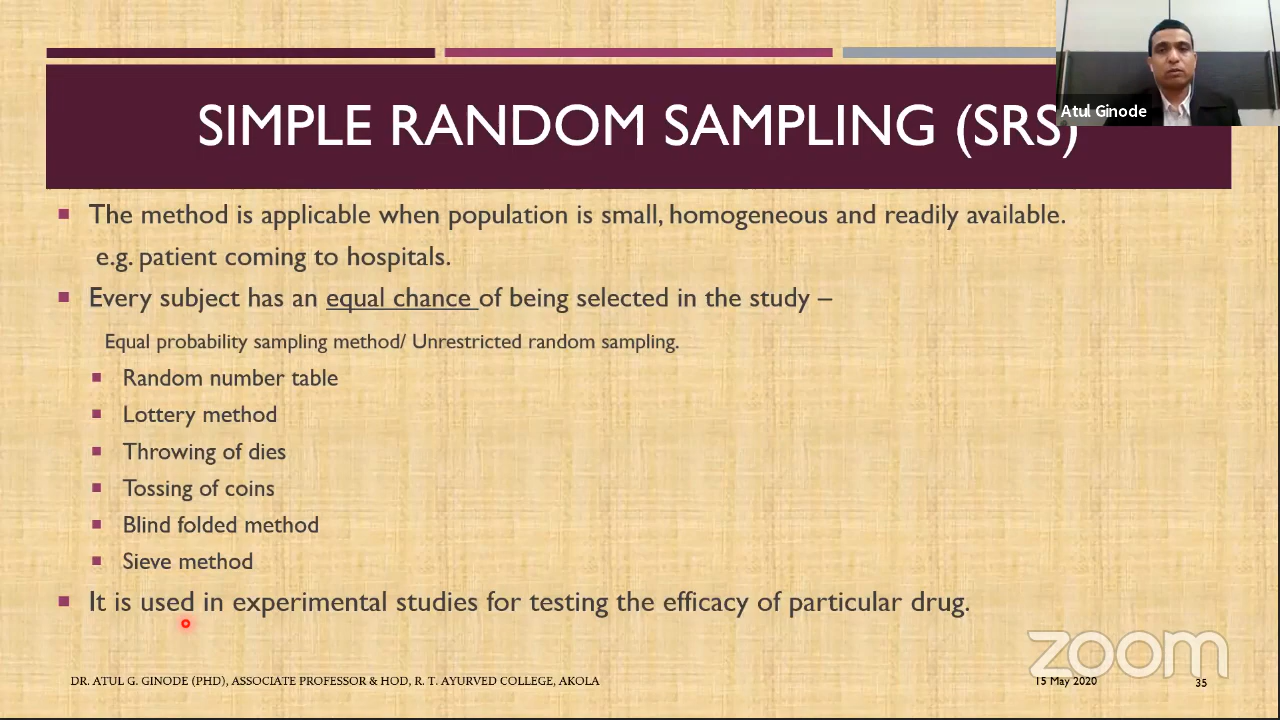 SIMPLE RANDOM SAMPLING (SRS)
Atul Ginode
The method is applicable when population is small, homogeneous and readily available.
e.g. patient coming to hospitals.
Every subject has an equal chance of being selected in the study –
Equal probability sampling method/ Unrestricted random sampling.
Random number table
Lottery method
Throwing of dies
Tossing of coins
Blind folded method
Sieve method
It is used in experimental studies for testing the efficacy of particular drug.
zoom
DR. ATUL G. GINODE (PHD), ASSOCIATE PROFESSOR & HOD, R. T. AYURVED COLLEGE, AKOLA
15 May 2020
35